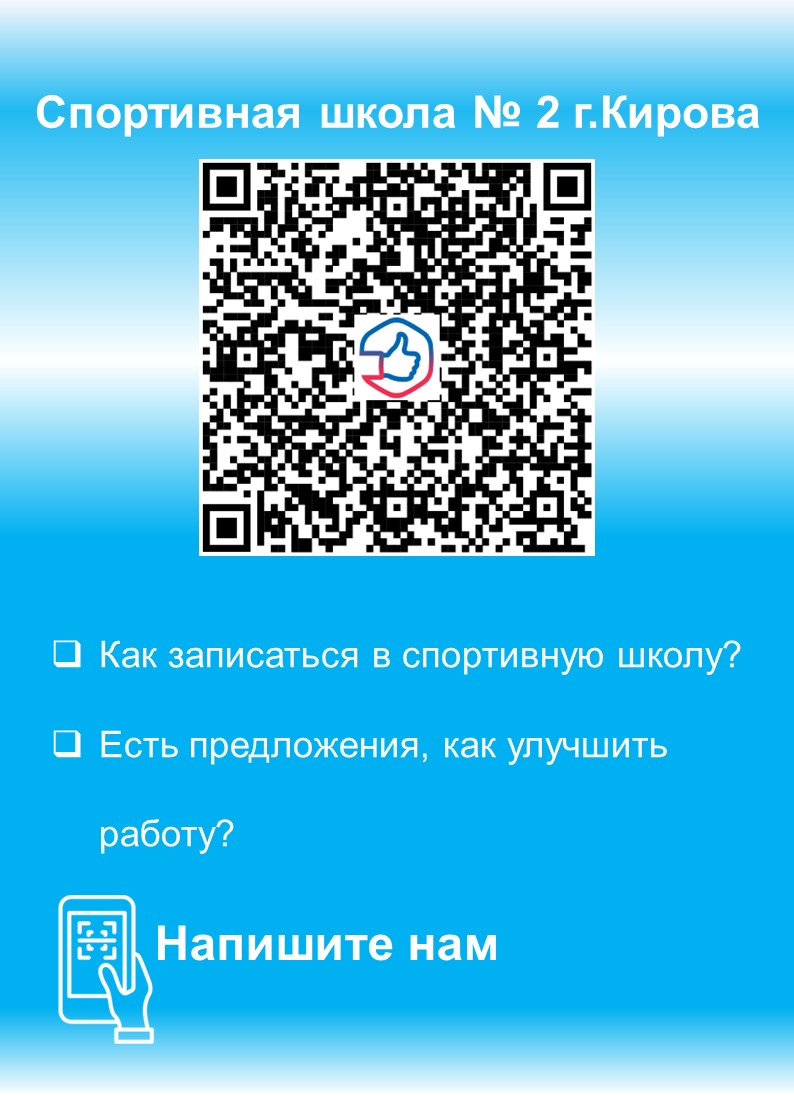 Спортивная школа № 2 г.Кирова
Как записаться в спортивную школу?
Есть предложения, как улучшить
работу?
Напишите нам